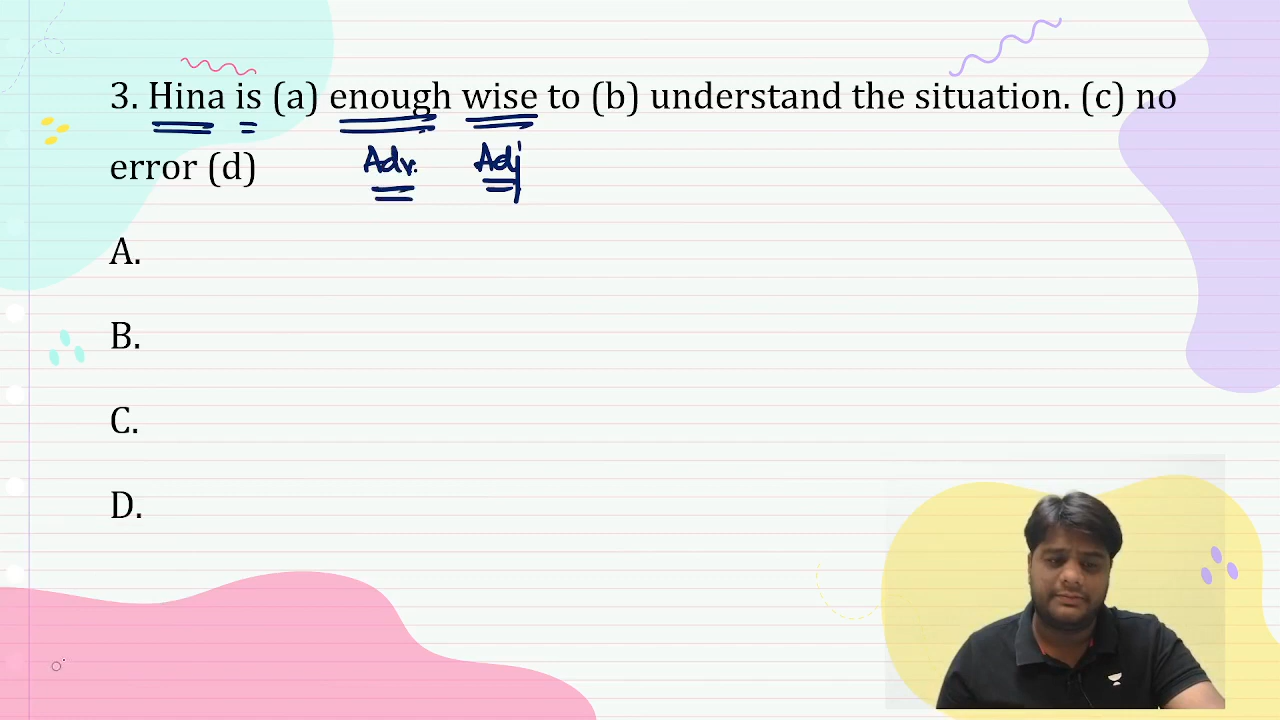 3. Hina is (a) enough wise to (b) understand the situation. (c) no
error (d)
Adv. Adj
A.
B.
C.
D.